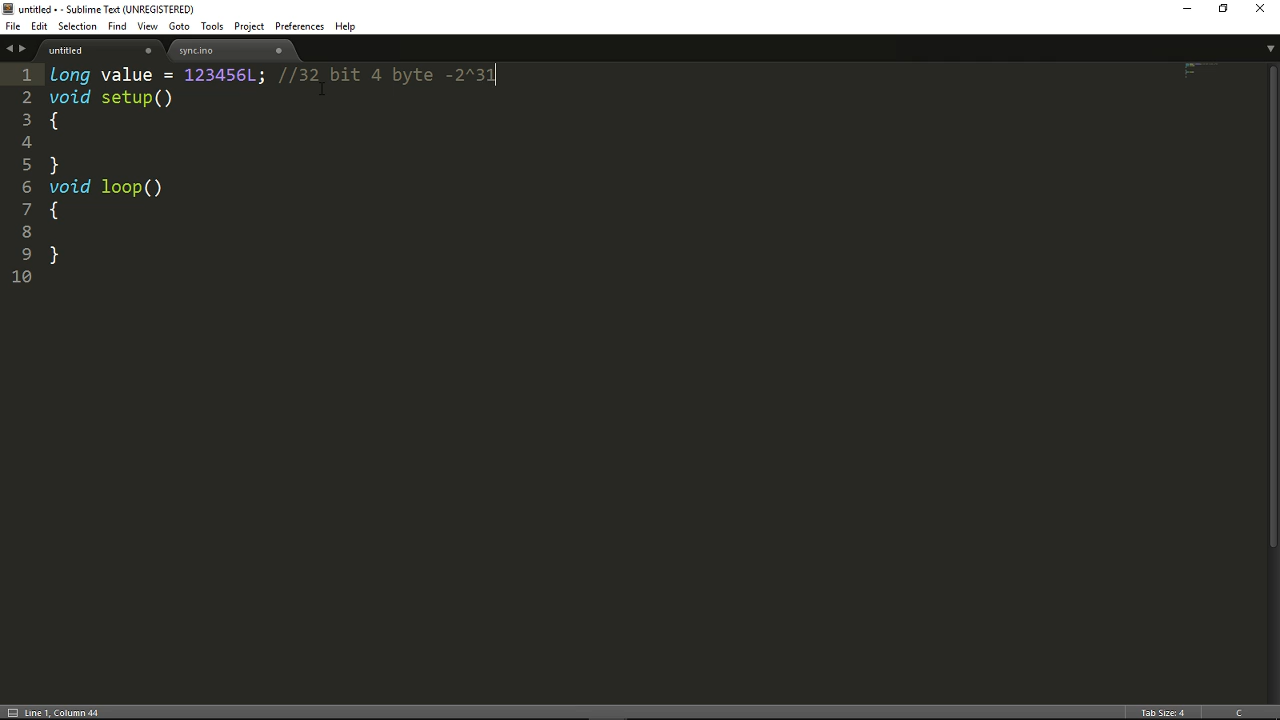 untitled • - Sublime Text (UNREGISTERED)
File Edit Selection Find View Goto Tools Project Preferences Help
untitled sync.ino
1 long value = 123456L; //32 bit 4 byte -2^31
2 void setup()
3 {
4
5 }
6 void loop()
7 {
8
9 }
10
Line 1, Column 44 Tab Size: 4 C